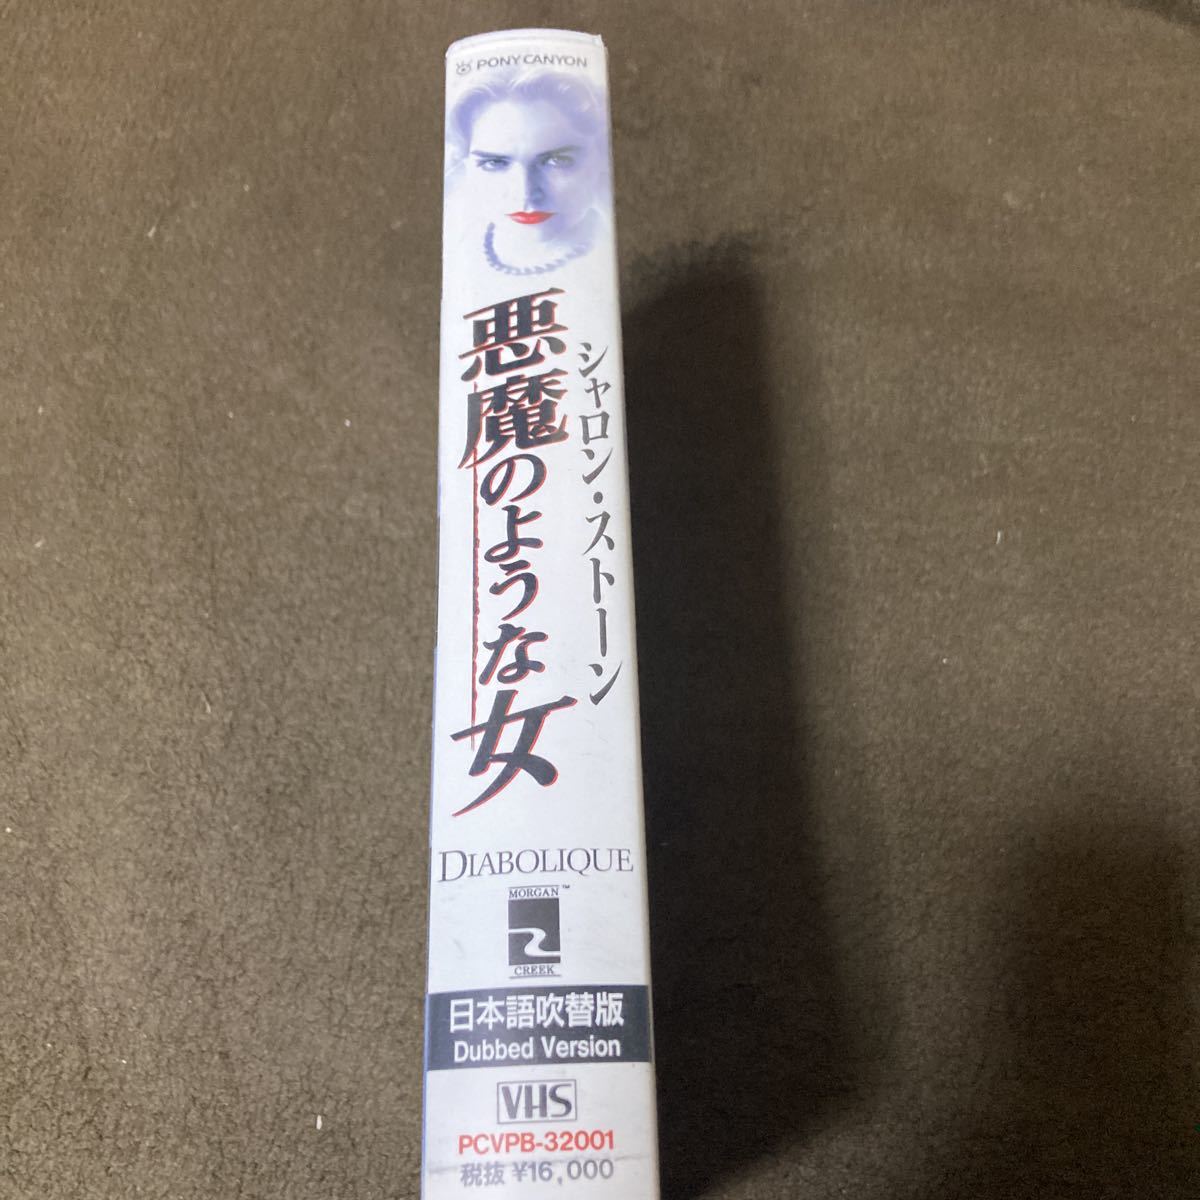 PONY CANYON
シャロン・ストーン
悪魔のような女
DIABOLIQUE
MORGAN™
CREEK
日本語吹替版
Dubbed Version
VHS
PCVPB-32001
税抜 ¥16,000